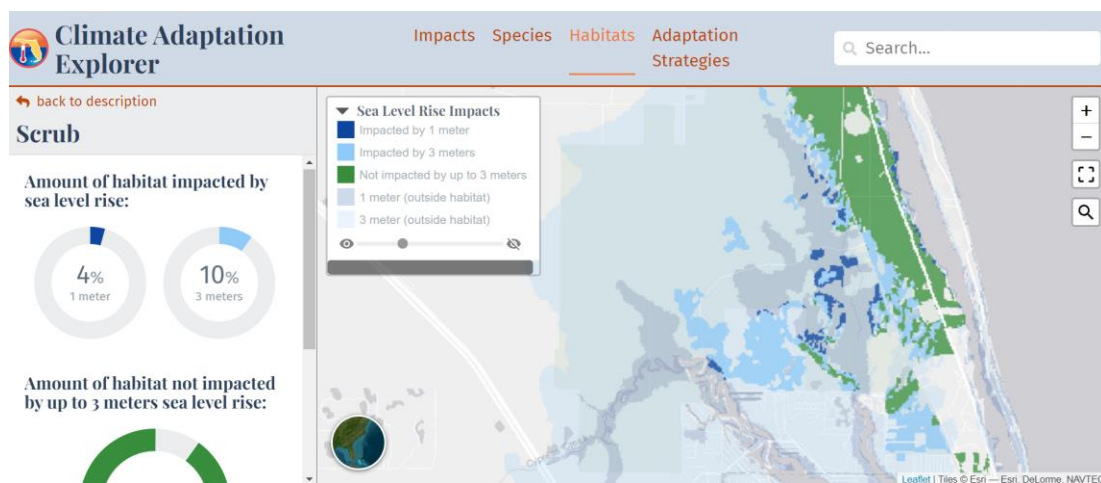 Climate Adaptation
Explorer
Impacts Species Habitats Adaptation
Strategies
Search...
back to description
Scrub
Amount of habitat impacted by
sea level rise:
4%
1 meter
10%
3 meters
Amount of habitat not impacted
by up to 3 meters sea level rise:
Sea Level Rise Impacts
Impacted by 1 meter
Impacted by 3 meters
Not impacted by up to 3 meters
1 meter (outside habitat)
3 meter (outside habitat)
+
−
Leaflet | Tiles © Esri — Esri, DeLorme, NAVTEQ